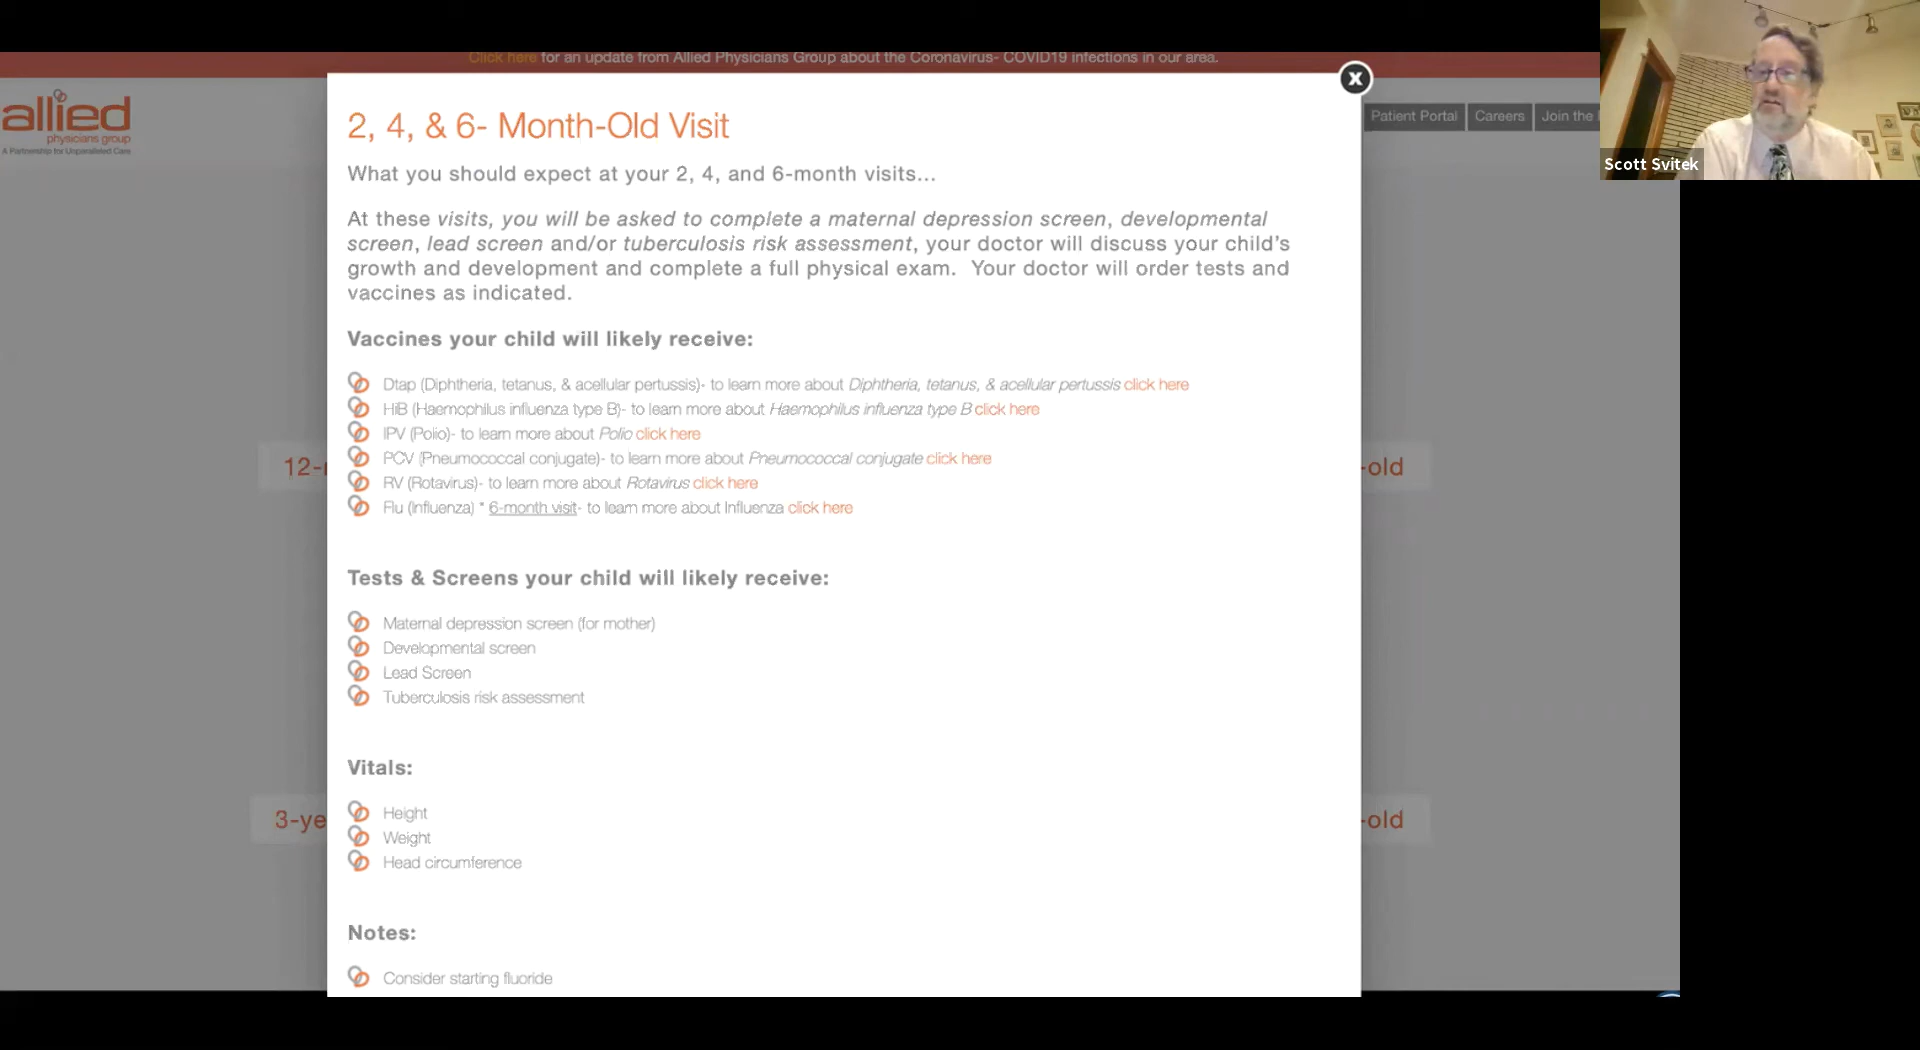 Click here for an update from Allied Physicians Group about the Coronavirus- COVID19 infections in our area.
allied
physicians group
A Partnership for Unparalleled Care
Patient Portal
Careers
Join the
Scott Svitek
2, 4, & 6- Month-Old Visit
What you should expect at your 2, 4, and 6-month visits...
At these visits, you will be asked to complete a maternal depression screen, developmental
screen, lead screen and/or tuberculosis risk assessment, your doctor will discuss your child's
growth and development and complete a full physical exam. Your doctor will order tests and
vaccines as indicated.
Vaccines your child will likely receive:
Dtap (Diphtheria, tetanus, & acellular pertussis)- to learn more about Diphtheria, tetanus, & acellular pertussis click here
HiB (Haemophilus influenza type B)- to learn more about Haemophilus influenza type B click here
IPV (Polio)- to learn more about Polio click here
PCV (Pneumococcal conjugate)- to learn more about Pneumococcal conjugate click here
12-
-old
RV (Rotavirus)- to learn more about Rotavirus click here
Flu (Influenza) * 6-month visit- to learn more about Influenza click here
Tests & Screens your child will likely receive:
Maternal depression screen (for mother)
Developmental screen
Lead Screen
Tuberculosis risk assessment
Vitals:
Height
3-ye
-old
Weight
Head circumference
Notes:
Consider starting fluoride